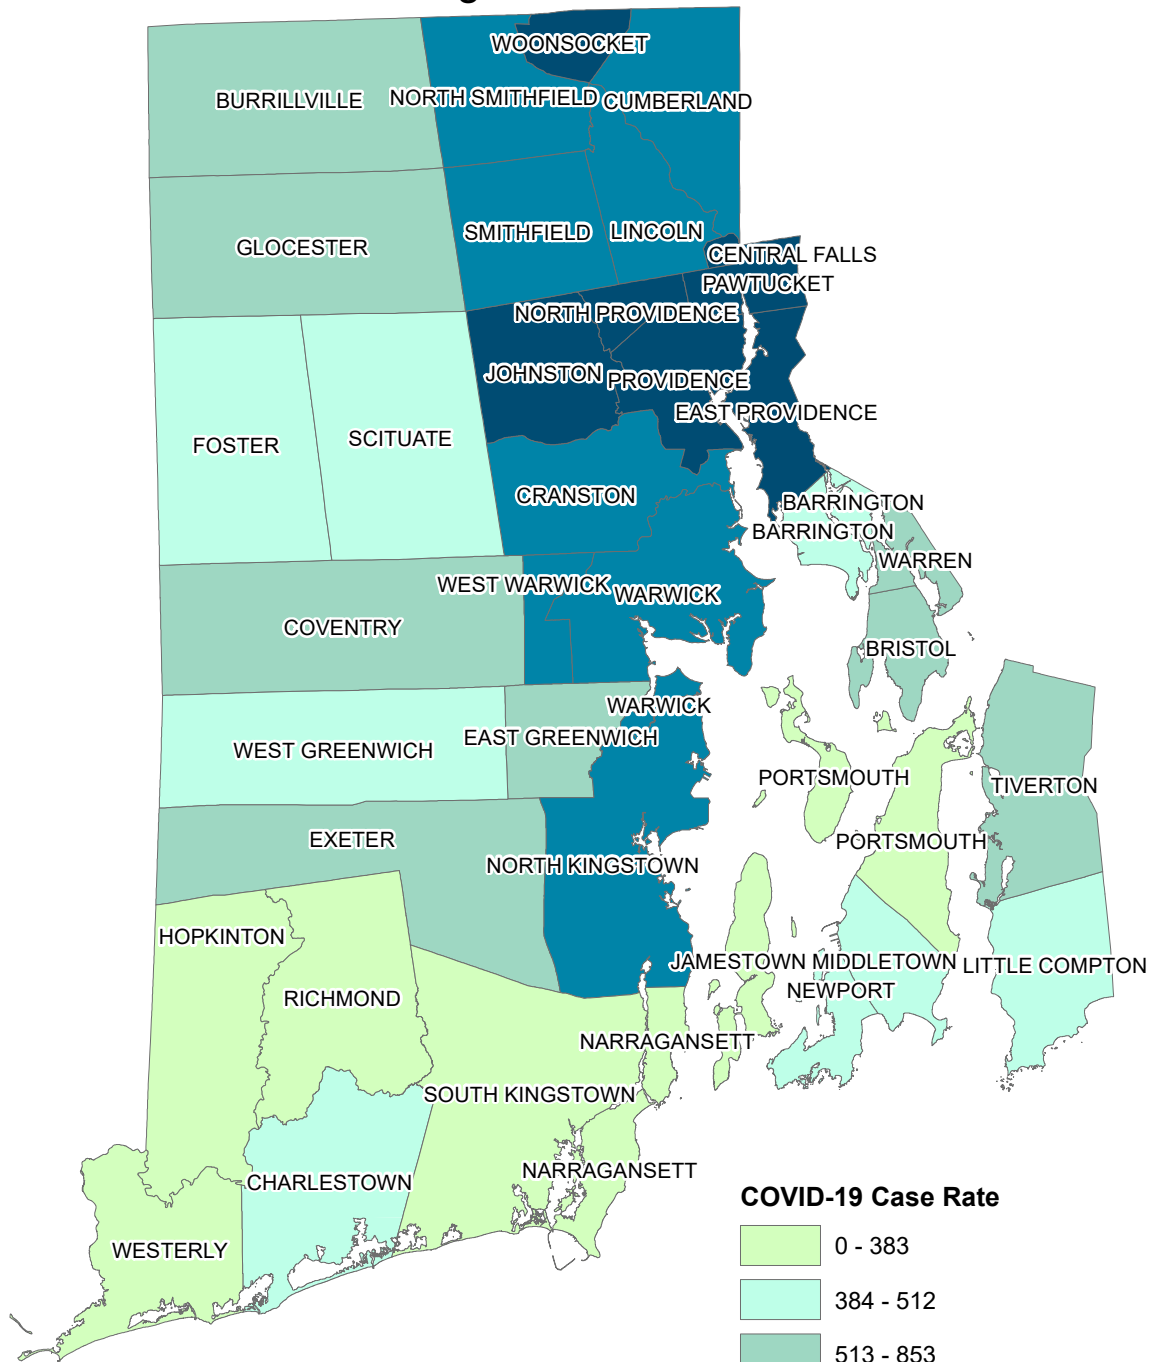 WOONSOCKET
BURRILLVILLE
NORTH SMITHFIELD
CUMBERLAND
GLOCESTER
SMITHFIELD
LINCOLN
CENTRAL FALLS
PAWTUCKET
NORTH PROVIDENCE
JOHNSTON
PROVIDENCE
EAST PROVIDENCE
FOSTER
SCITUATE
CRANSTON
BARRINGTON
BARRINGTON
WARREN
WEST WARWICK
WARWICK
COVENTRY
BRISTOL
WARWICK
EAST GREENWICH
WEST GREENWICH
PORTSMOUTH
TIVERTON
EXETER
PORTSMOUTH
NORTH KINGSTOWN
HOPKINTON
JAMESTOWN
MIDDLETOWN
LITTLE COMPTON
RICHMOND
NEWPORT
NARRAGANSETT
SOUTH KINGSTOWN
NARRAGANSETT
CHARLESTOWN
WESTERLY
COVID-19 Case Rate
0 - 383
384 - 512
513 - 853